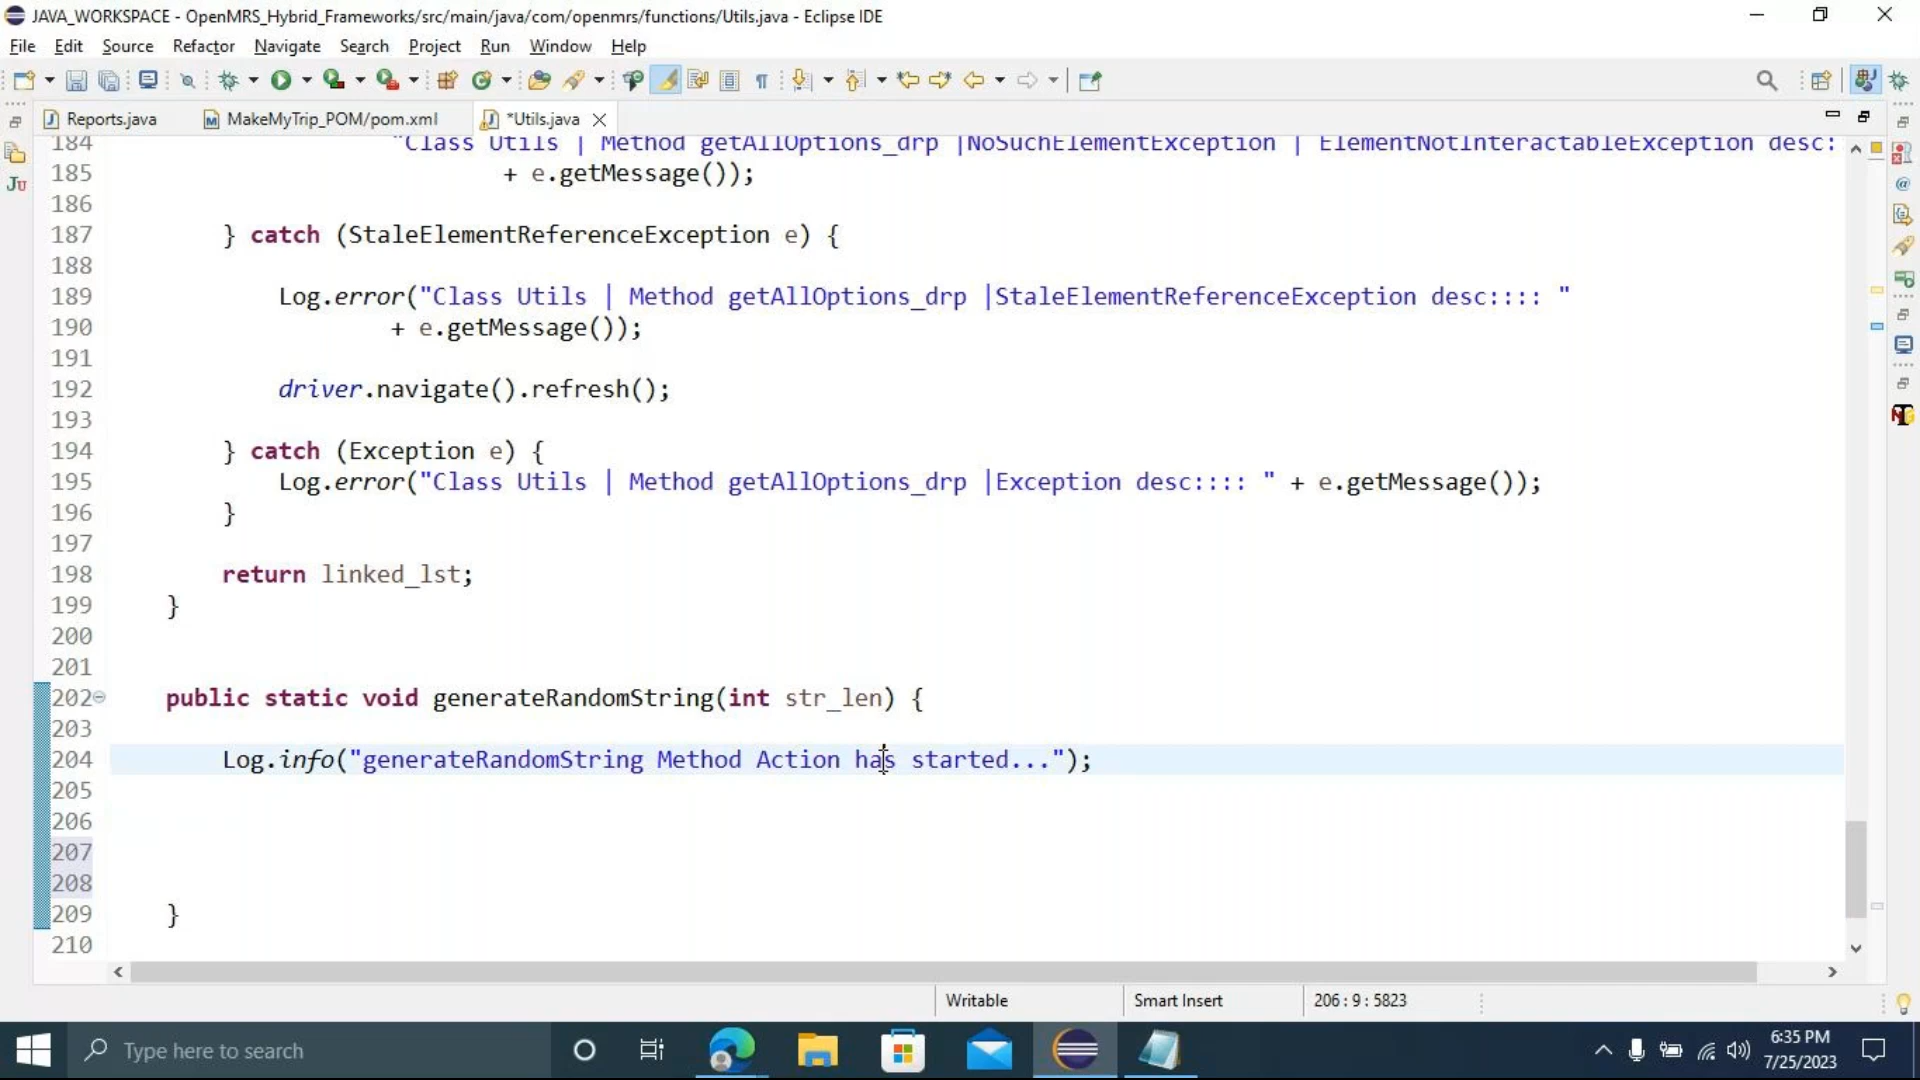 JAVA_WORKSPACE - OpenMRS_Hybrid_Frameworks/src/main/java/com/openmrs/functions/Utils.java - Eclipse IDE
File Edit Source Refactor Navigate Search Project Run Window Help
Reports.java MakeMyTrip_POM/pom.xml *Utils.java
184 "Class Utils | Method getAllOptions_drp |NoSuchElementException | ElementNotInteractableException desc:
185 + e.getMessage());
186
187 } catch (StaleElementReferenceException e) {
188
189 Log.error("Class Utils | Method getAllOptions_drp |StaleElementReferenceException desc:::: "
190 + e.getMessage());
191
192 driver.navigate().refresh();
193
194 } catch (Exception e) {
195 Log.error("Class Utils | Method getAllOptions_drp |Exception desc:::: " + e.getMessage());
196 }
197
198 return linked_lst;
199 }
200
201
202 public static void generateRandomString(int str_len) {
203
204 Log.info("generateRandomString Method Action has started...");
205
206
207
208
209 }
210
Writable Smart Insert 206 : 9 : 5823
Type here to search
6:35 PM
7/25/2023